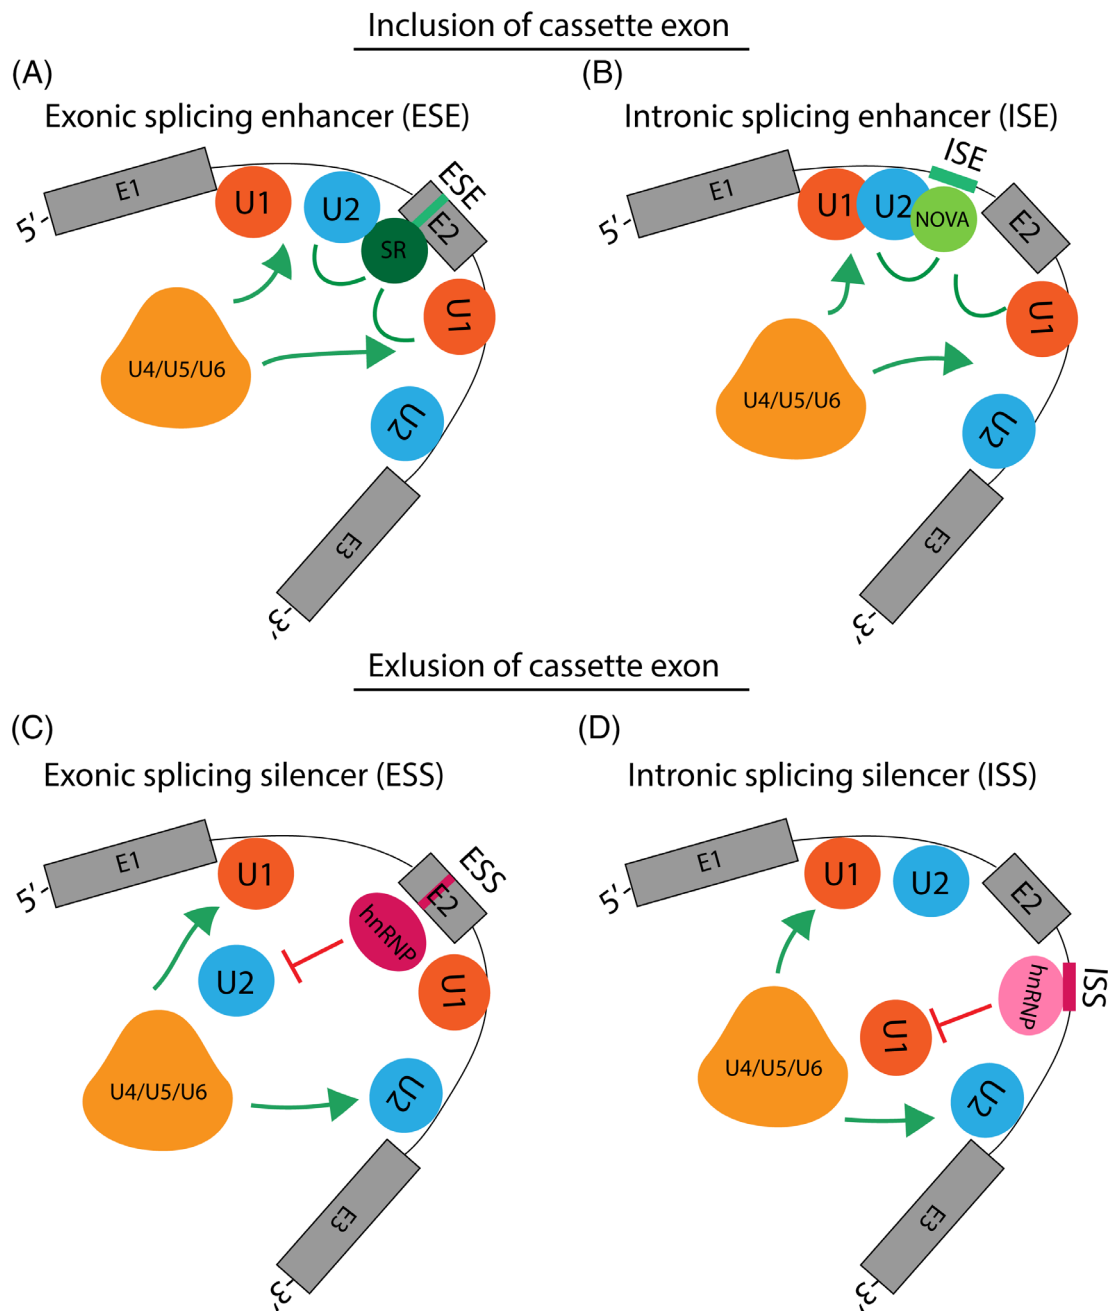 Inclusion of cassette exon
(A)
Exonic splicing enhancer (ESE)
E1
5'-
U1
U2
ESE
E2
SR
U1
U4/U5/U6
U2
E3
-3'
(B)
Intronic splicing enhancer (ISE)
E1
5'-
U1
U2
ISE
NOVA
E2
U1
U4/U5/U6
U2
E3
-3'
Exlusion of cassette exon
(C)
Exonic splicing silencer (ESS)
E1
5'-
U1
ESS
E2
hnRNP
U2
U1
U4/U5/U6
U2
E3
-3'
(D)
Intronic splicing silencer (ISS)
E1
5'-
U1
U2
E2
hnRNP
ISS
U1
U4/U5/U6
U2
E3
-3'